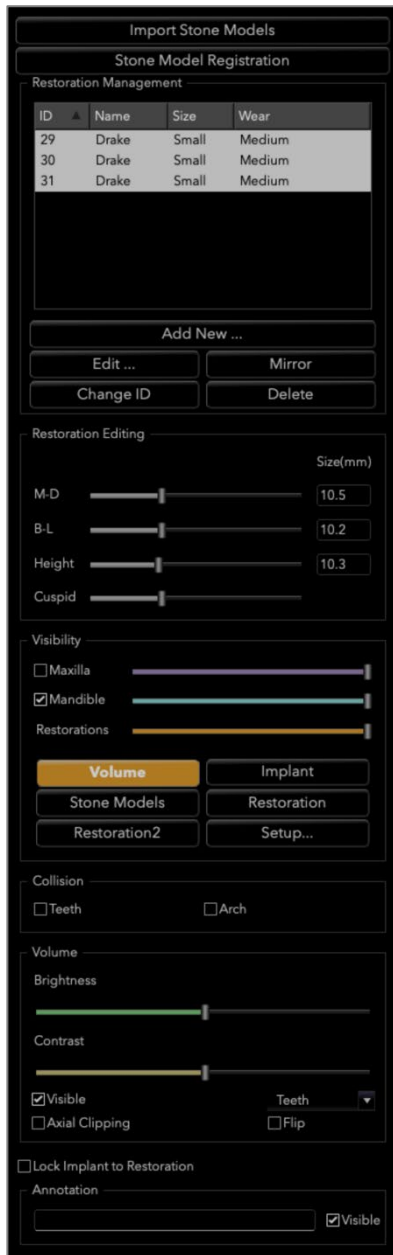 Import Stone Models
Stone Model Registration
Restoration Management
ID Name Size Wear
29 Drake Small Medium
30 Drake Small Medium
31 Drake Small Medium
Add New ...
Edit ... Mirror
Change ID Delete
Restoration Editing
Size(mm)
M-D 10.5
B-L 10.2
Height 10.3
Cuspid
Visibility
Maxilla
Mandible
Restorations
Volume Implant
Stone Models Restoration
Restoration2 Setup...
Collision
Teeth Arch
Volume
Brightness
Contrast
Visible Teeth
Axial Clipping Flip
Lock Implant to Restoration
Annotation
Visible